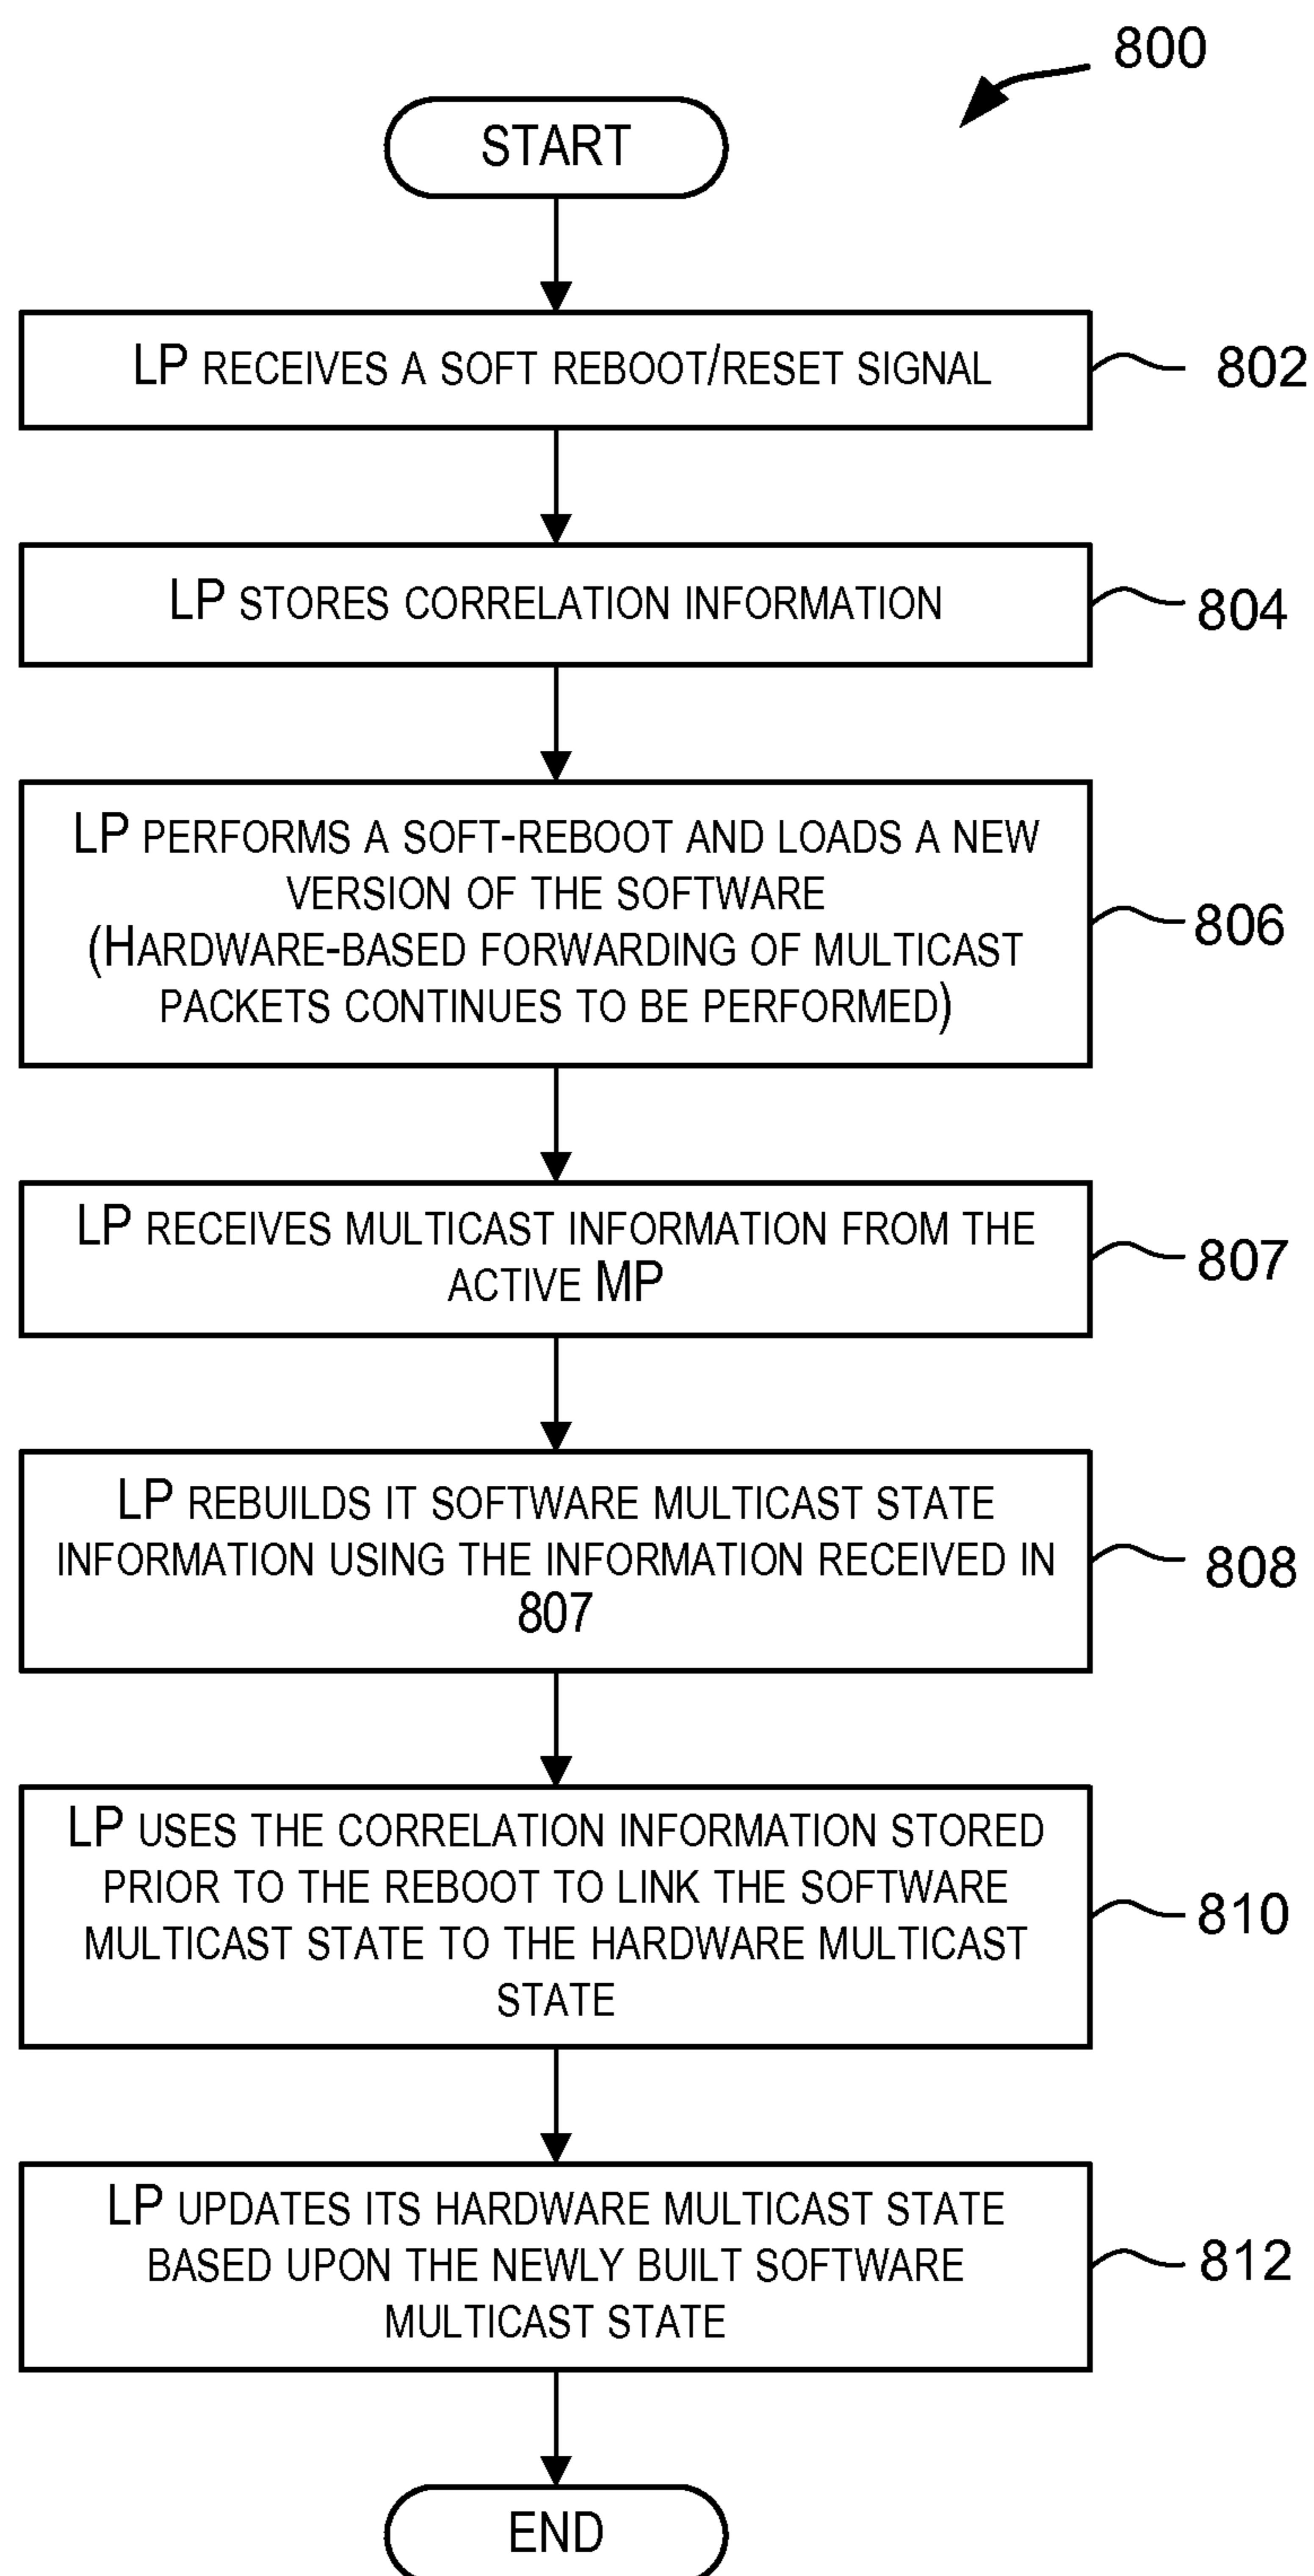 800
START
LP RECEIVES A SOFT REBOOT/RESET SIGNAL
802
LP STORES CORRELATION INFORMATION
804
LP PERFORMS A SOFT-REBOOT AND LOADS A NEW
VERSION OF THE SOFTWARE
(HARDWARE-BASED FORWARDING OF MULTICAST
PACKETS CONTINUES TO BE PERFORMED)
806
LP RECEIVES MULTICAST INFORMATION FROM THE
ACTIVE MP
807
LP REBUILDS IT SOFTWARE MULTICAST STATE
INFORMATION USING THE INFORMATION RECEIVED IN
807
808
LP USES THE CORRELATION INFORMATION STORED
PRIOR TO THE REBOOT TO LINK THE SOFTWARE
MULTICAST STATE TO THE HARDWARE MULTICAST
STATE
810
LP UPDATES ITS HARDWARE MULTICAST STATE
BASED UPON THE NEWLY BUILT SOFTWARE
MULTICAST STATE
812
END